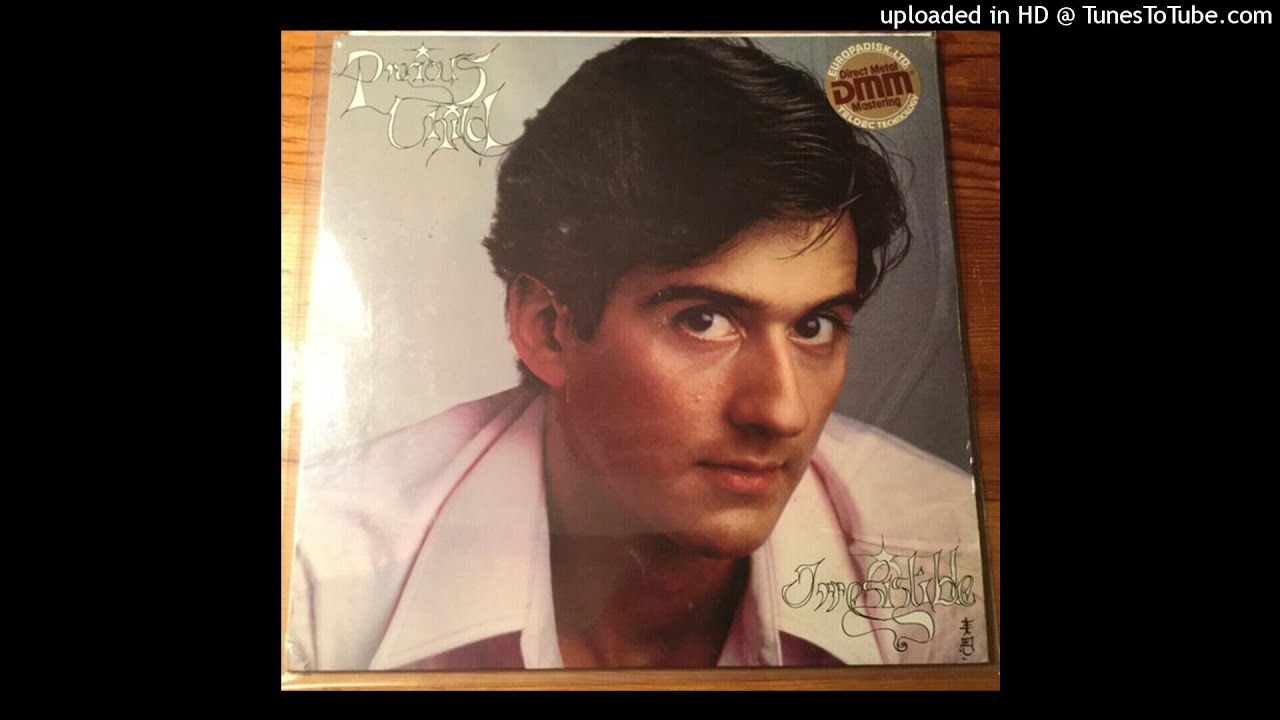 uploaded in HD @ TunesToTube.com
Precious
Child
EUROPADISK, LTD.
Direct Metal
DMM®
Mastering
TELDEC TECHNOLOGY
Irresistible